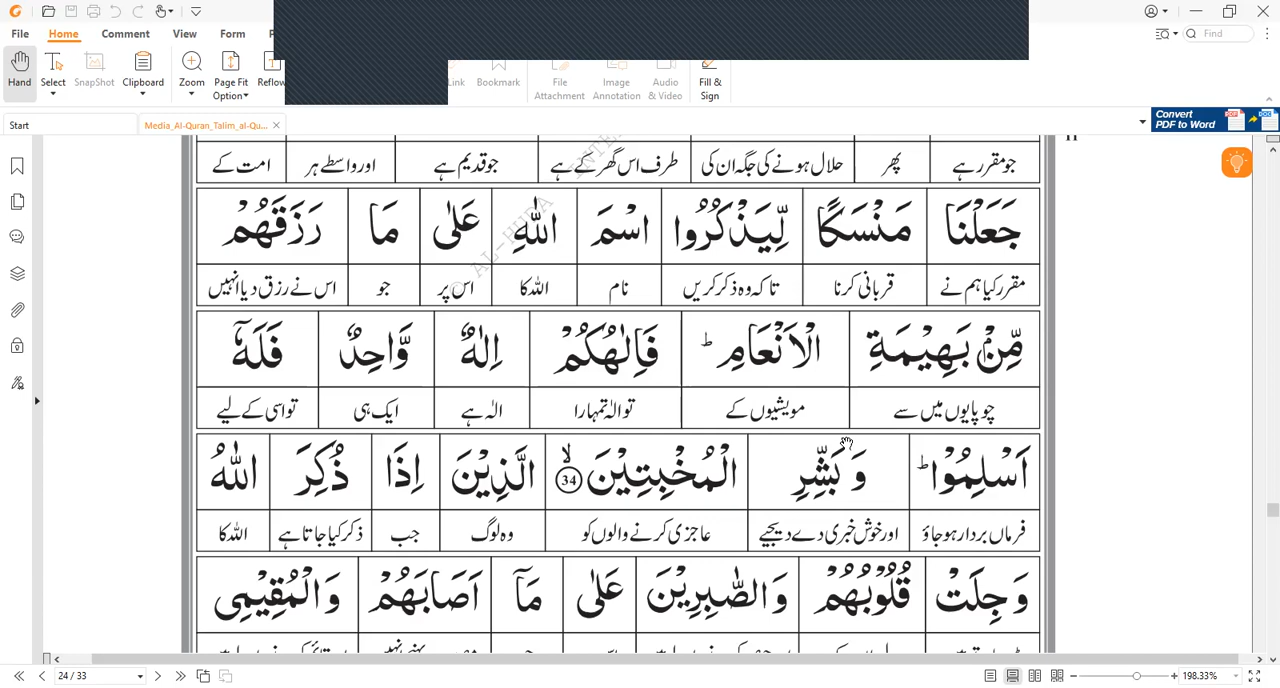 File Home Comment View Form
Find
Hand Select SnapShot Clipboard Zoom Page Fit Option Reflow Link Bookmark File Attachment Image Annotation Audio & Video Fill & Sign
Start Media_Al-Quran_Talim_al-Qu... Convert PDF to Word
جو مقرر ہے پھر حلال ہونے کی جگہ ان کی طرف اس گھر کے ہے جو قدیم ہے اور واسطے ہر امت کے
جَعَلْنَا مَنْسَكًا لِّيَذْكُرُوا اسْمَ اللّٰهِ عَلٰى مَا رَزَقَهُمْ
مقرر کیا ہم نے قربانی کرنا تاکہ وہ ذکر کریں نام اللہ کا اس پر جو اس نے رزق دیا انہیں
مِّنْۢ بَهِيْمَةِ الْاَنْعَامِ ؕ فَاِلٰهُكُمْ اِلٰهٌ وَّاحِدٌ فَلَهٗۤ
چوپایوں میں سے مویشیوں کے تو الٰہ تمہارا الٰہ ہے ایک ہی تو اسی کے لیے
اَسْلِمُوْا ؕ وَ بَشِّرِ الْمُخْبِتِيْنَ ۙ 34 الَّذِيْنَ اِذَا ذُكِرَ اللّٰهُ
فرماں بردار ہو جاؤ اور خوش خبری دے دیجیے عاجزی کرنے والوں کو وہ لوگ جب ذکر کیا جاتا ہے اللہ کا
وَجِلَتْ قُلُوْبُهُمْ وَالصّٰبِرِيْنَ عَلٰى مَاۤ اَصَابَهُمْ وَالْمُقِيْمِى
24 / 33 198.33%